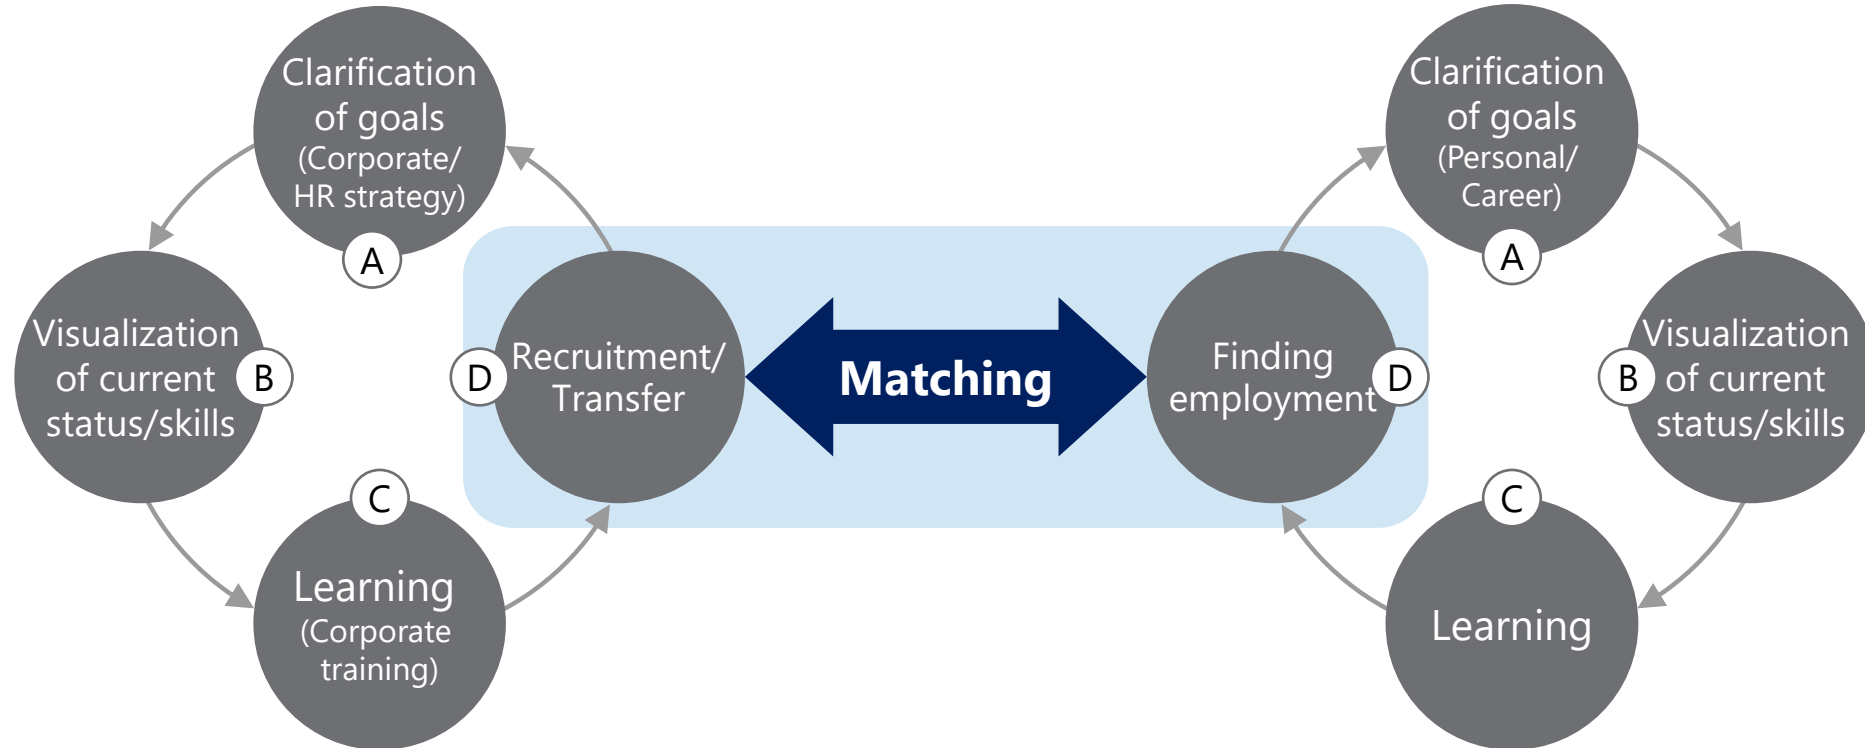 Clarification
of goals
(Corporate/
HR strategy)
A
Visualization
of current
status/skills
B
C
Learning
(Corporate
training)
D
Recruitment/
Transfer
Matching
Finding
employment
D
Clarification
of goals
(Personal/
Career)
A
B
Visualization
of current
status/skills
C
Learning